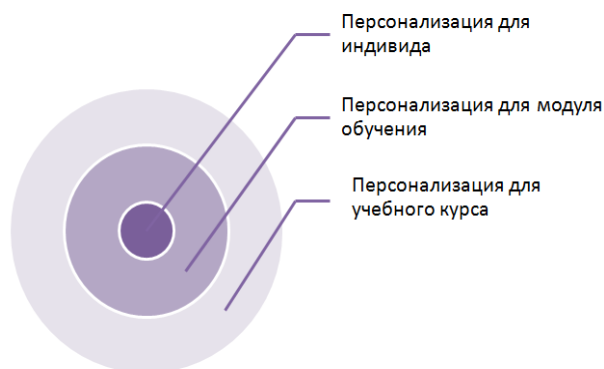 Персонализация для
индивида
Персонализация для модуля
обучения
Персонализация для
учебного курса